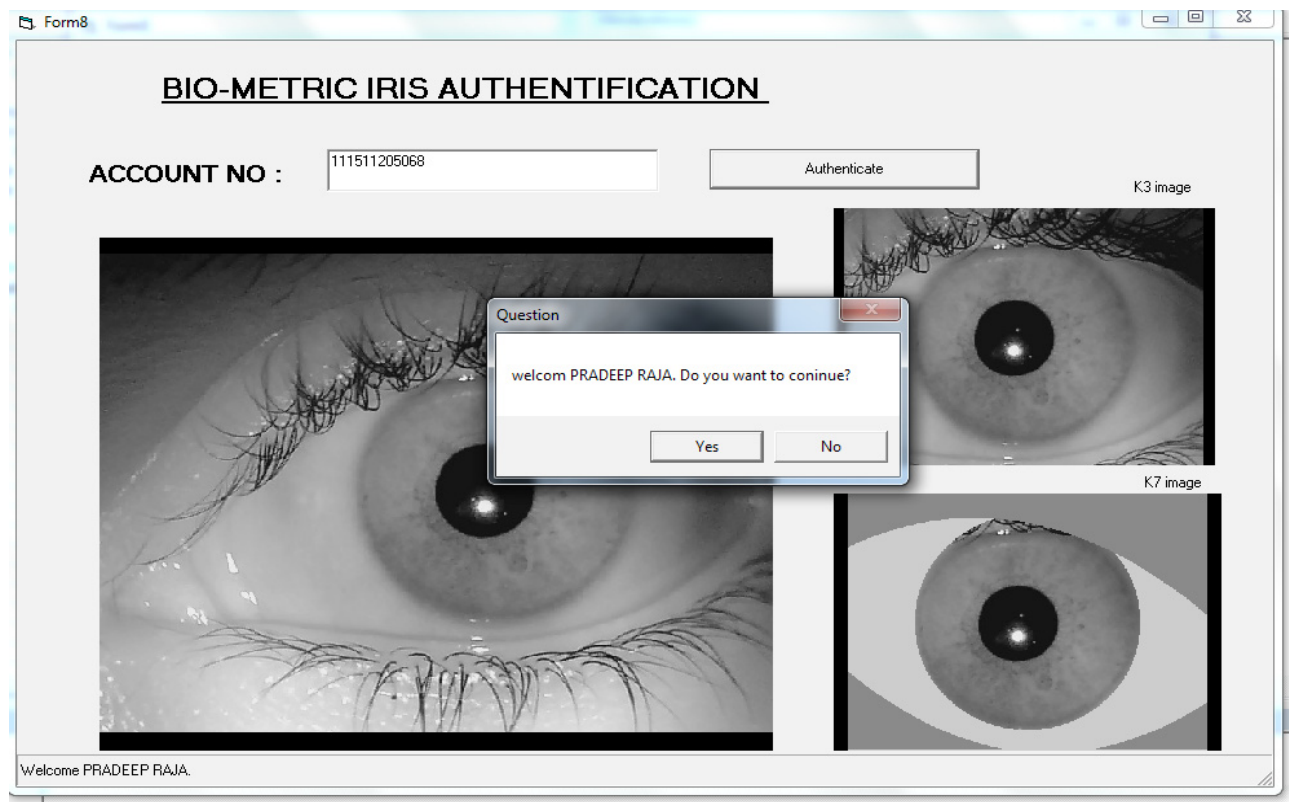 Form8
BIO-METRIC IRIS AUTHENTIFICATION
ACCOUNT NO :
111511205068
Authenticate
K3 image
Question
welcom PRADEEP RAJA. Do you want to coninue?
Yes
No
K7 image
Welcome PRADEEP RAJA.